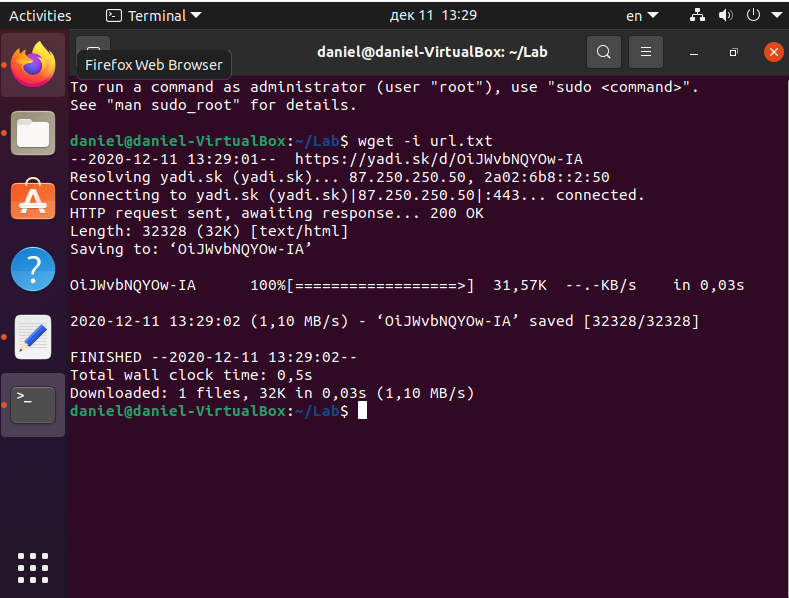 Activities
Terminal
дек 11 13:29
en
daniel@daniel-VirtualBox: ~/Lab
Firefox Web Browser
To run a command as administrator (user "root"), use "sudo <command>".
See "man sudo_root" for details.
daniel@daniel-VirtualBox:~/Lab$ wget -i url.txt
--2020-12-11 13:29:01--  https://yadi.sk/d/OiJWvbNQYOw-IA
Resolving yadi.sk (yadi.sk)... 87.250.250.50, 2a02:6b8::2:50
Connecting to yadi.sk (yadi.sk)|87.250.250.50|:443... connected.
HTTP request sent, awaiting response... 200 OK
Length: 32328 (32K) [text/html]
Saving to: ‘OiJWvbNQYOw-IA’
OiJWvbNQYOw-IA      100%[===================>]  31,57K  --.-KB/s    in 0,03s
2020-12-11 13:29:02 (1,10 MB/s) - ‘OiJWvbNQYOw-IA’ saved [32328/32328]
FINISHED --2020-12-11 13:29:02--
Total wall clock time: 0,5s
Downloaded: 1 files, 32K in 0,03s (1,10 MB/s)
daniel@daniel-VirtualBox:~/Lab$